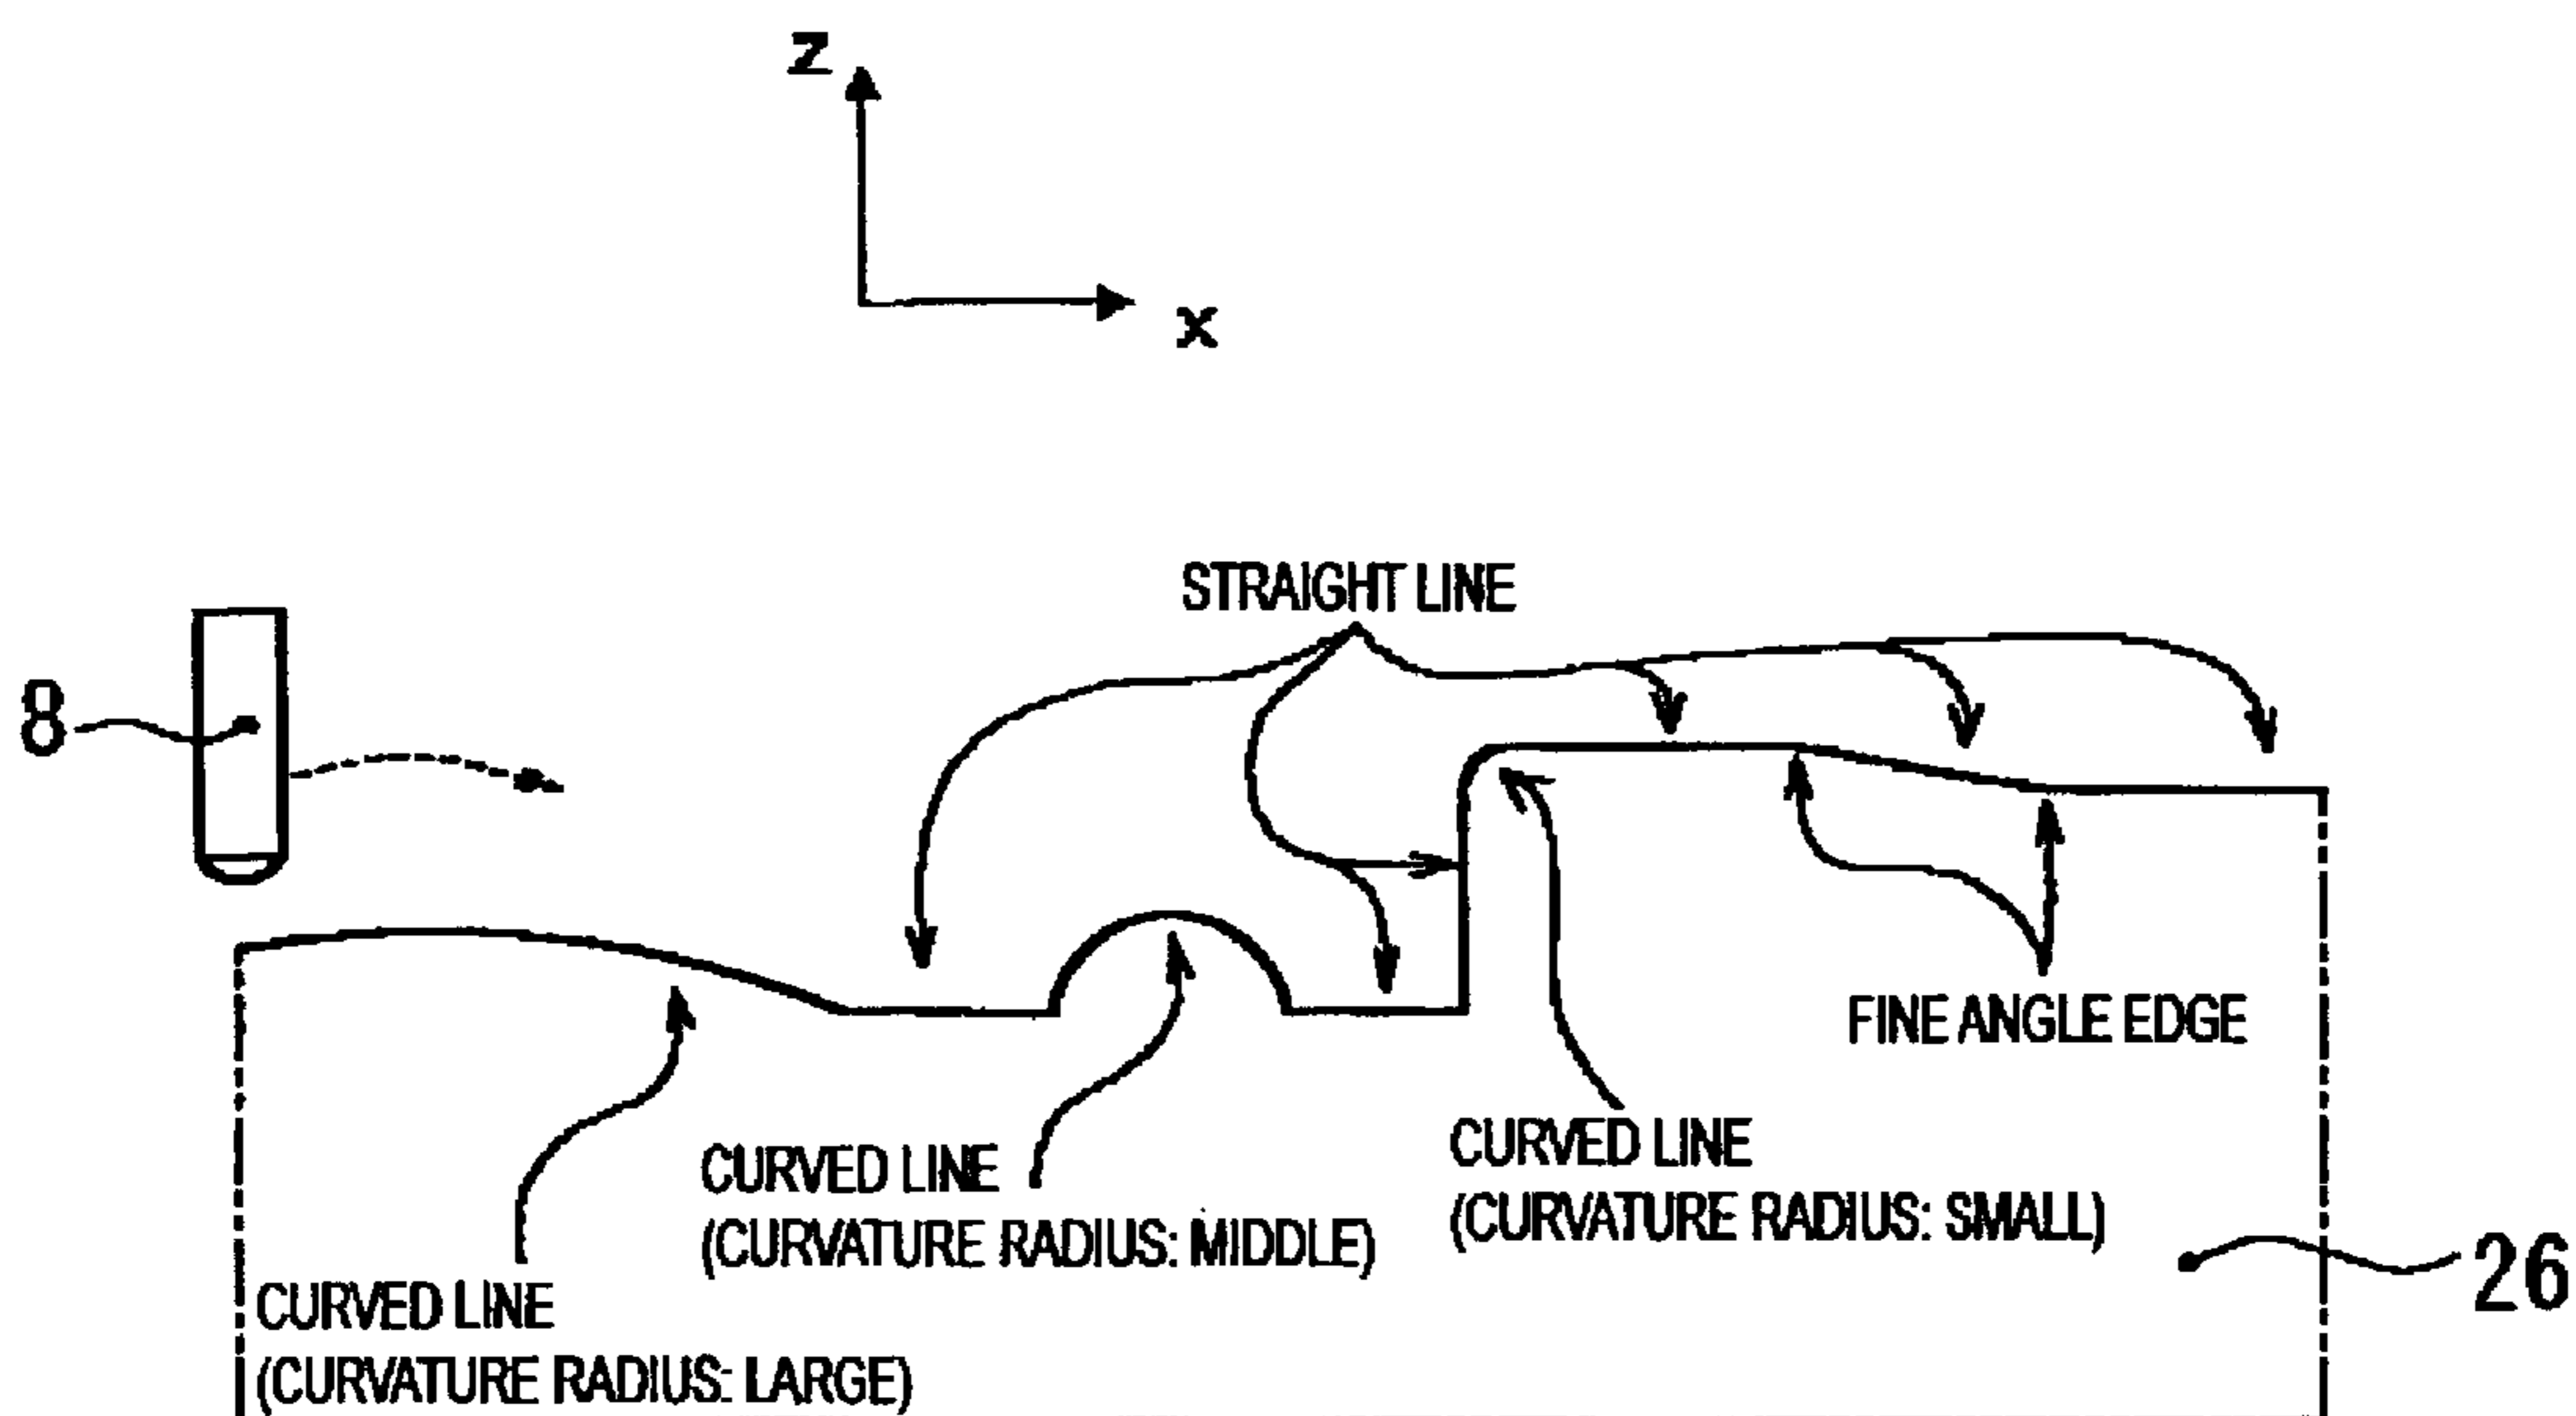 Z
X
STRAIGHT LINE
8
FINE ANGLE EDGE
CURVED LINE
(CURVATURE RADIUS: SMALL)
CURVED LINE
(CURVATURE RADIUS: MIDDLE)
26
CURVED LINE
(CURVATURE RADIUS: LARGE)